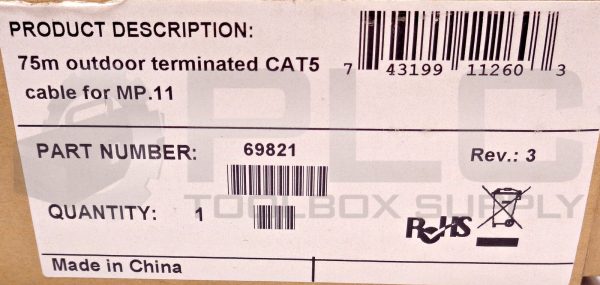 PRODUCT DESCRIPTION:
75m outdoor terminated CAT5
cable for MP.11
7 43199 11260 3
PART NUMBER: 69821
Rev.: 3
QUANTITY: 1
RoHS
Made in China
PLC
TOOLBOX SUPPLY